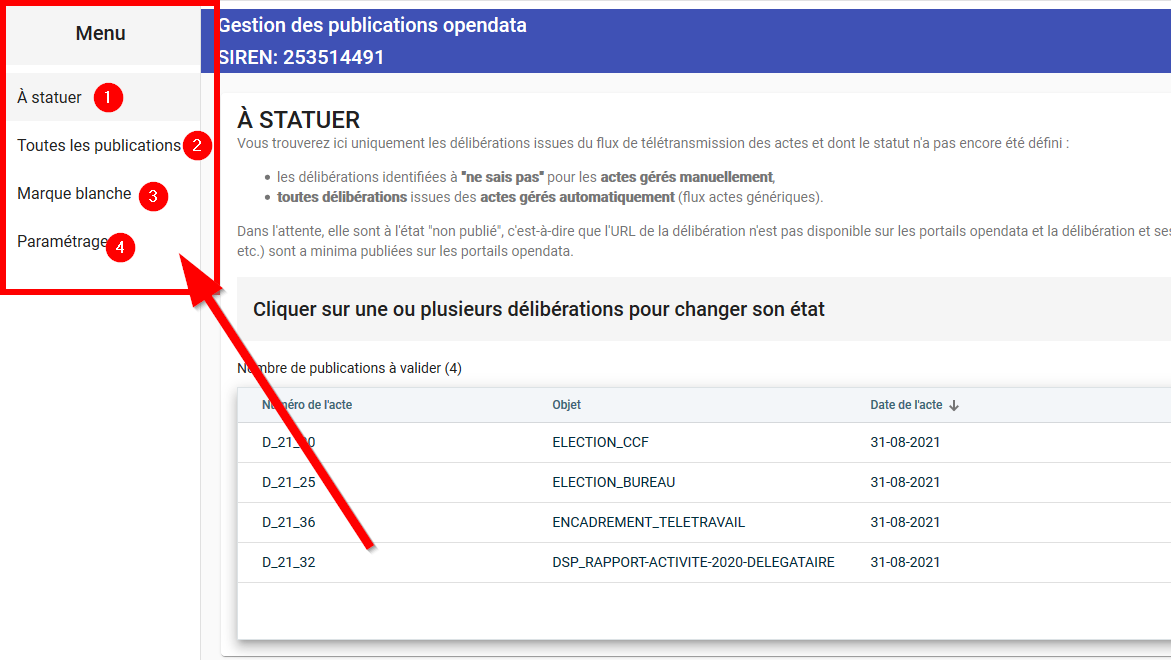 Menu
À statuer 1
Toutes les publications 2
Marque blanche 3
Paramétrage 4
Gestion des publications opendata
SIREN: 253514491
À STATUER
Vous trouverez ici uniquement les délibérations issues du flux de télétransmission des actes et dont le statut n'a pas encore été défini :
• les délibérations identifiées à "ne sais pas" pour les actes gérés manuellement,
• toutes délibérations issues des actes gérés automatiquement (flux actes génériques).
Dans l'attente, elle sont à l'état "non publié", c'est-à-dire que l'URL de la délibération n'est pas disponible sur les portails opendata et la délibération et ses
etc.) sont a minima publiées sur les portails opendata.
Cliquer sur une ou plusieurs délibérations pour changer son état
Nombre de publications à valider (4)
Numéro de l'acte Objet Date de l'acte ↓
D_21_ 0 ELECTION_CCF 31-08-2021
D_21_25 ELECTION_BUREAU 31-08-2021
D_21_36 ENCADREMENT_TELETRAVAIL 31-08-2021
D_21_32 DSP_RAPPORT-ACTIVITE-2020-DELEGATAIRE 31-08-2021